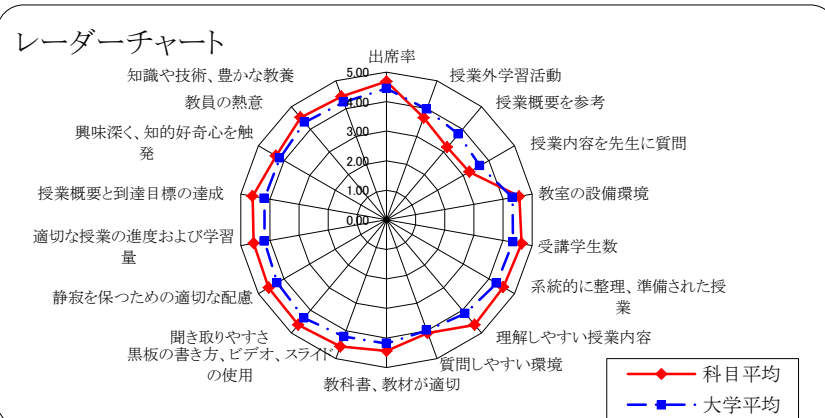 レーダーチャート
出席率
授業外学習活動
授業概要を参考
授業内容を先生に質問
教室の設備環境
受講学生数
系統的に整理、準備された授
業
理解しやすい授業内容
質問しやすい環境
教科書、教材が適切
黒板の書き方、ビデオ、スライド
の使用
聞き取りやすさ
静寂を保つための適切な配慮
適切な授業の進度および学習
量
授業概要と到達目標の達成
興味深く、知的好奇心を触
発
教員の熱意
知識や技術、豊かな教養
5.00
4.00
3.00
2.00
1.00
0.00
科目平均
大学平均